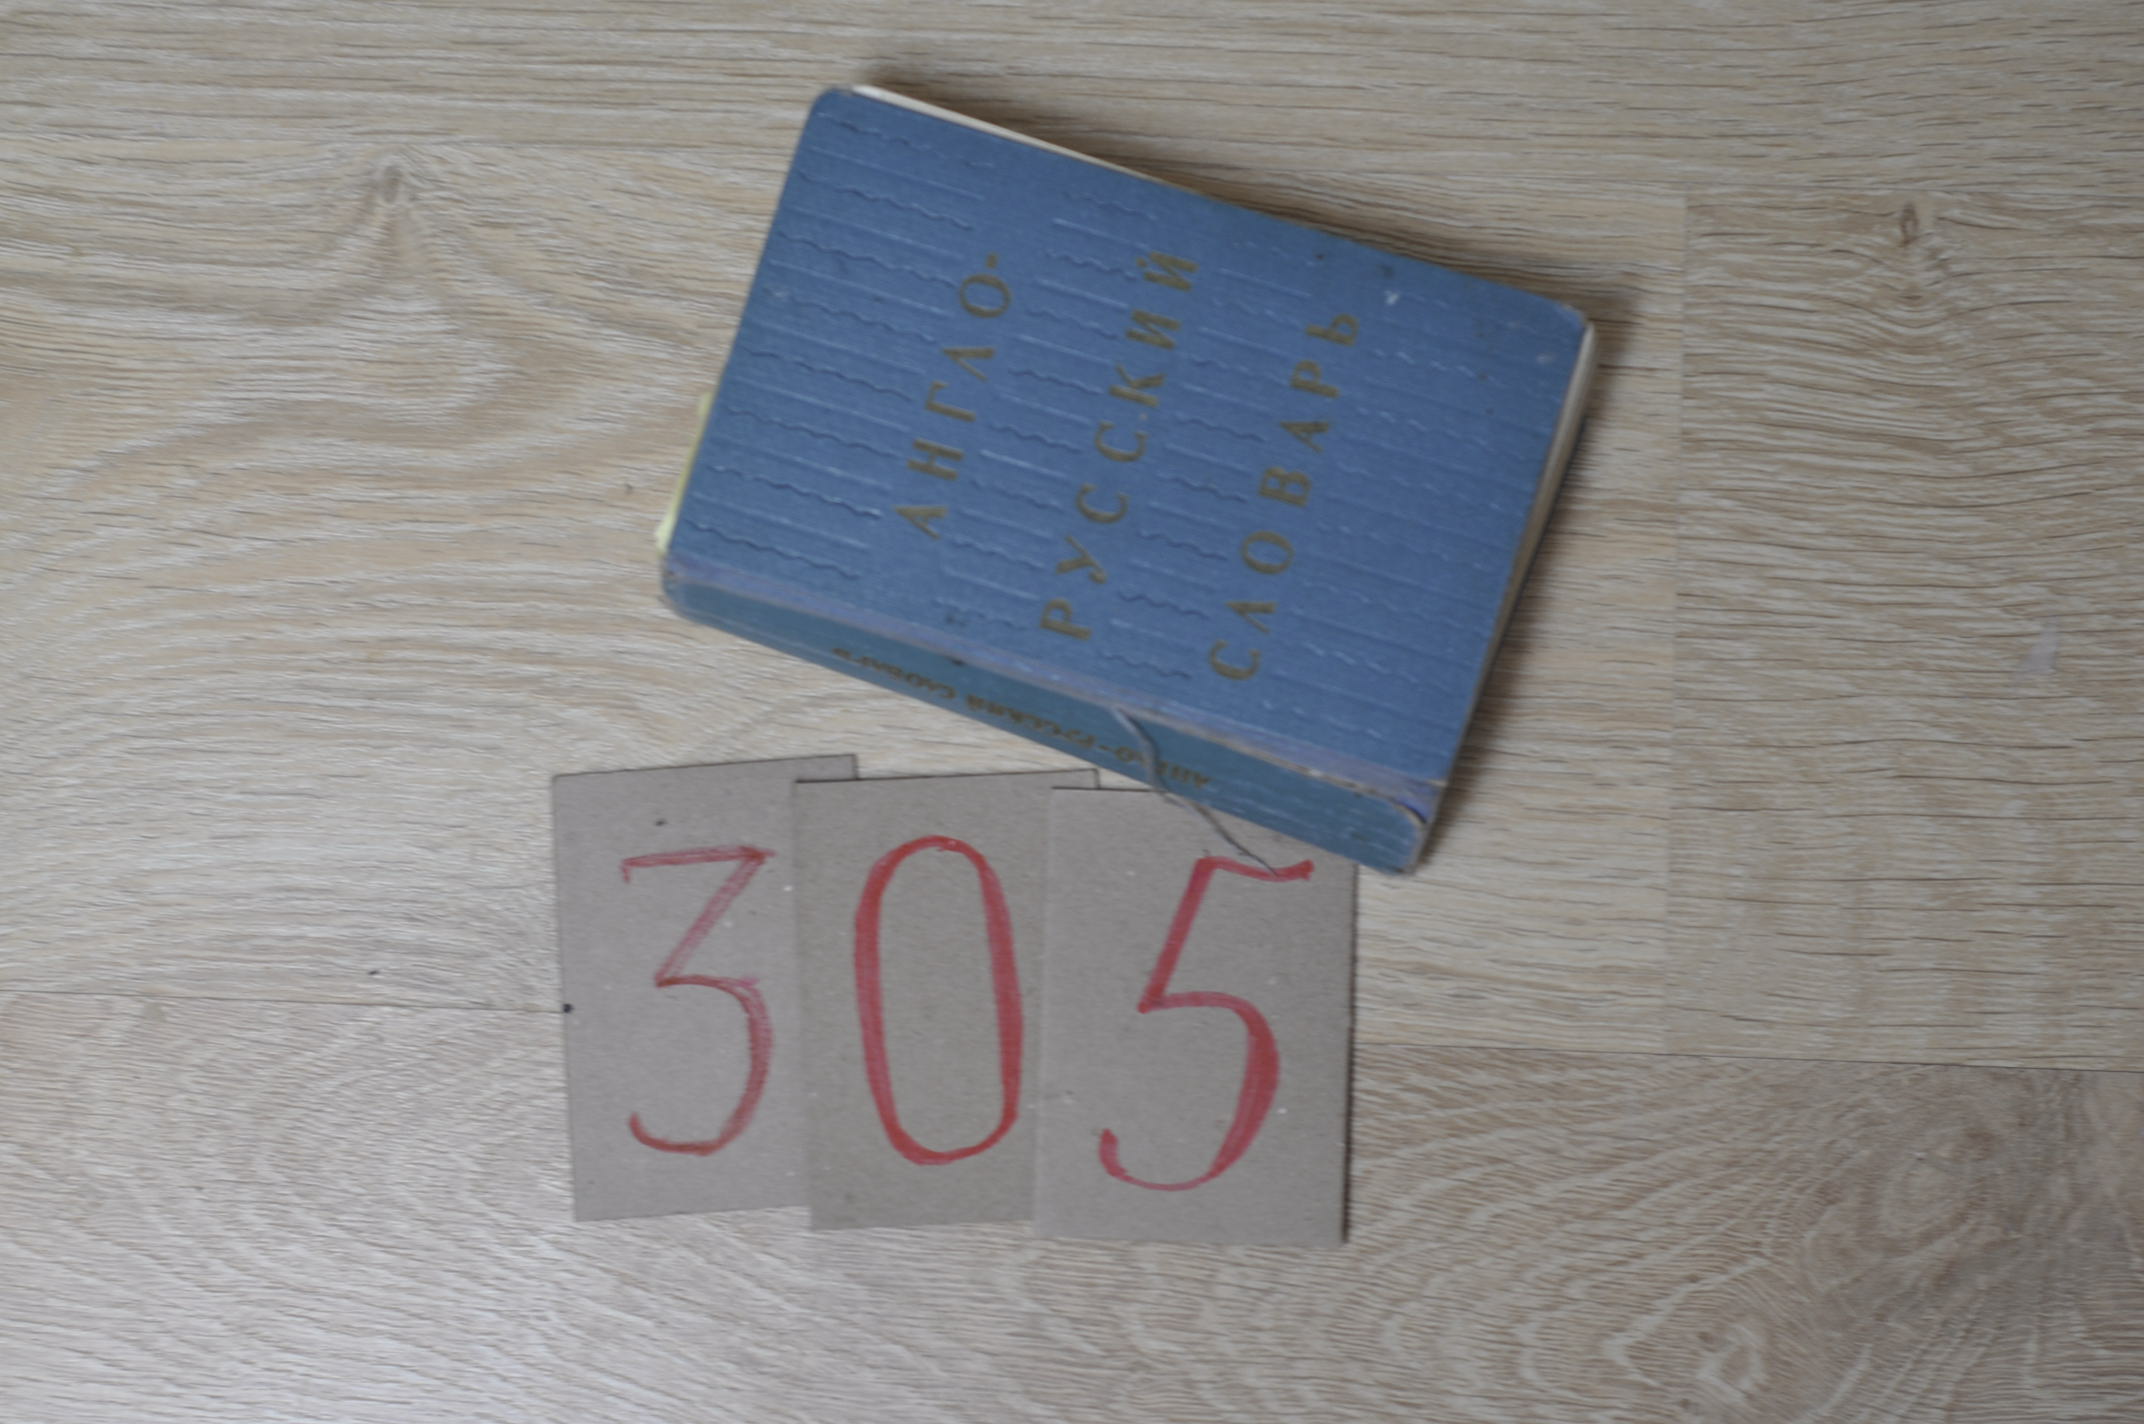 АНГЛО-
РУССКИЙ
СЛОВАРЬ
АНГЛО-РУССКИЙ СЛОВАРЬ
305